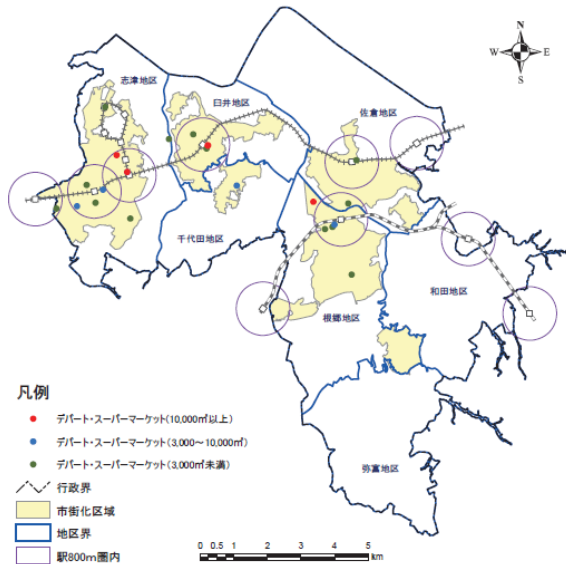 N
W E
S
志津地区
臼井地区
佐倉地区
千代田地区
和田地区
根郷地区
弥富地区
凡例
デパート・スーパーマーケット(10,000㎡以上)
デパート・スーパーマーケット(3,000～10,000㎡)
デパート・スーパーマーケット(3,000㎡未満)
行政界
市街化区域
地区界
駅800m圏内
0 0.5 1 2 3 4 5
km